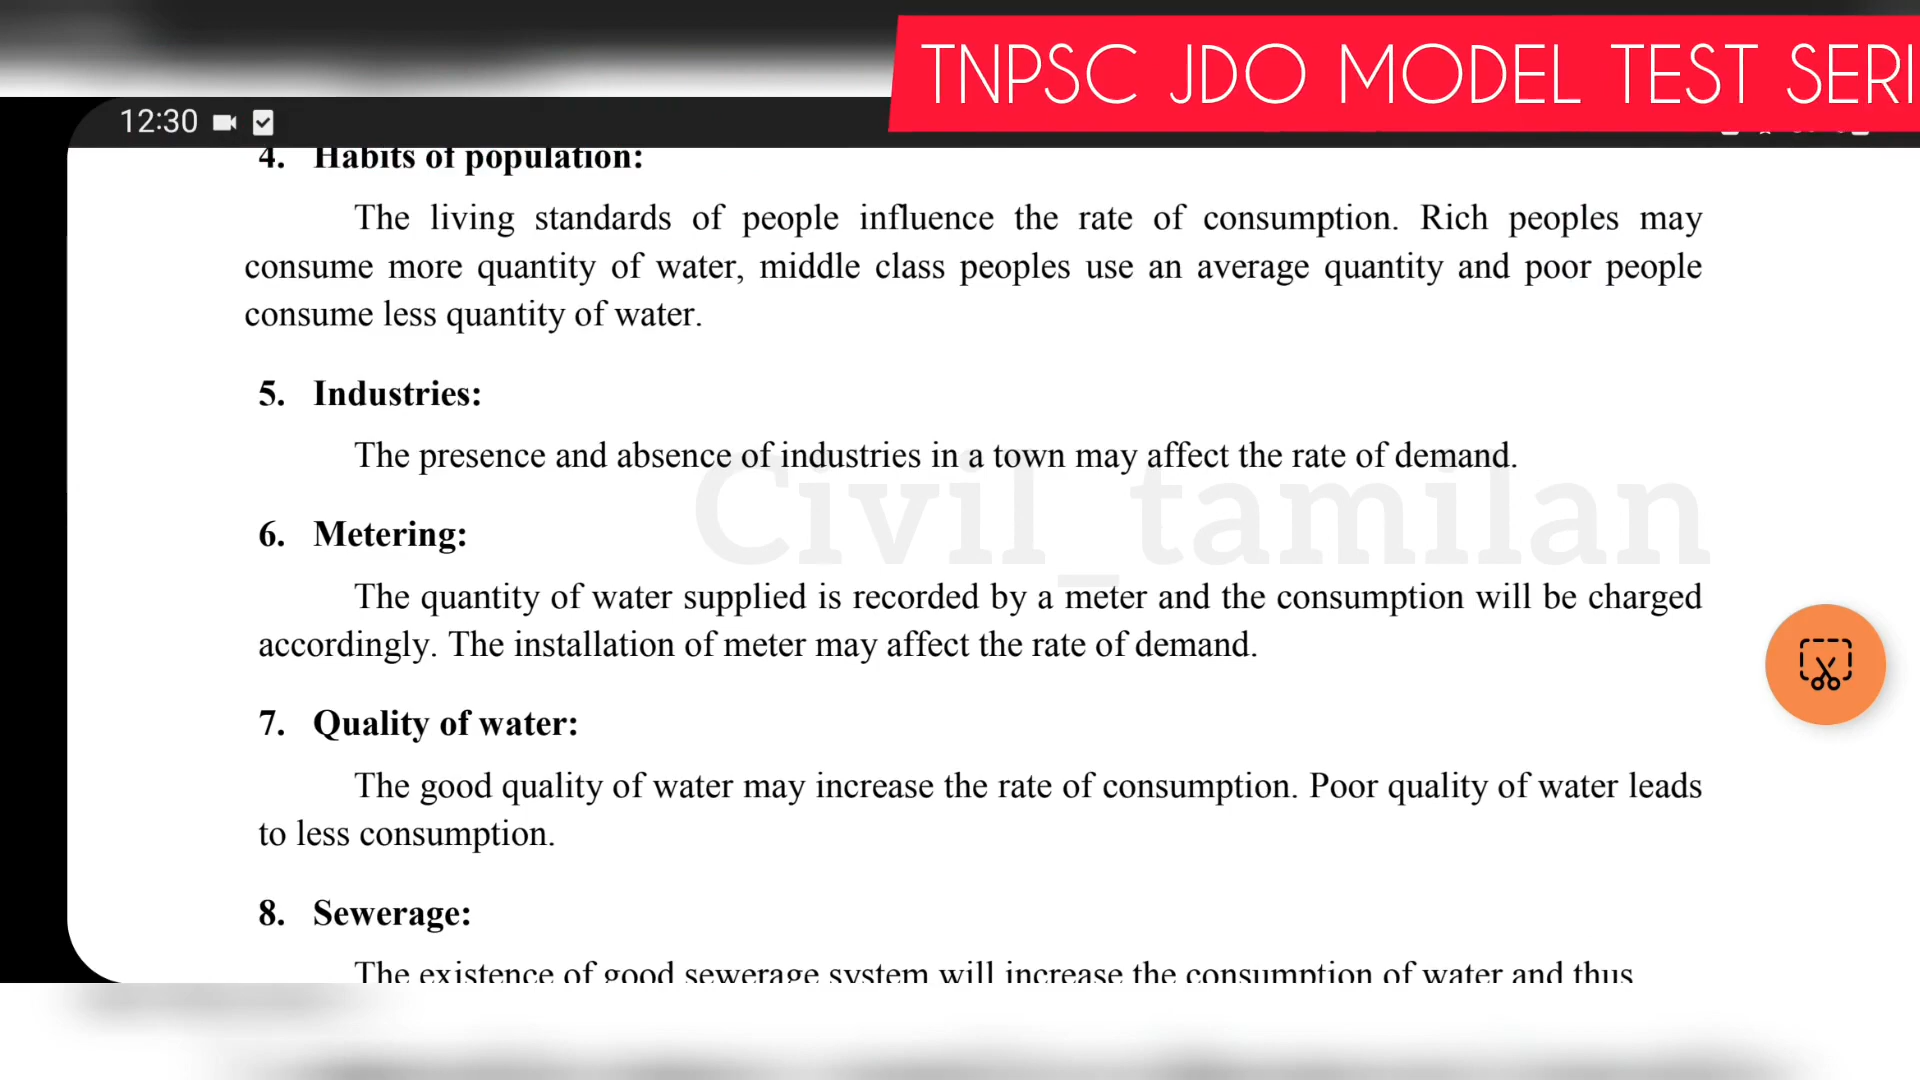 TNPSC JDO MODEL TEST SERI
12:30
4. Habits of population:
The living standards of people influence the rate of consumption. Rich peoples may
consume more quantity of water, middle class peoples use an average quantity and poor people
consume less quantity of water.
5. Industries:
The presence and absence of industries in a town may affect the rate of demand.
Civil_tamilan
6. Metering:
The quantity of water supplied is recorded by a meter and the consumption will be charged
accordingly. The installation of meter may affect the rate of demand.
7. Quality of water:
The good quality of water may increase the rate of consumption. Poor quality of water leads
to less consumption.
8. Sewerage:
The existence of good sewerage system will increase the consumption of water and thus